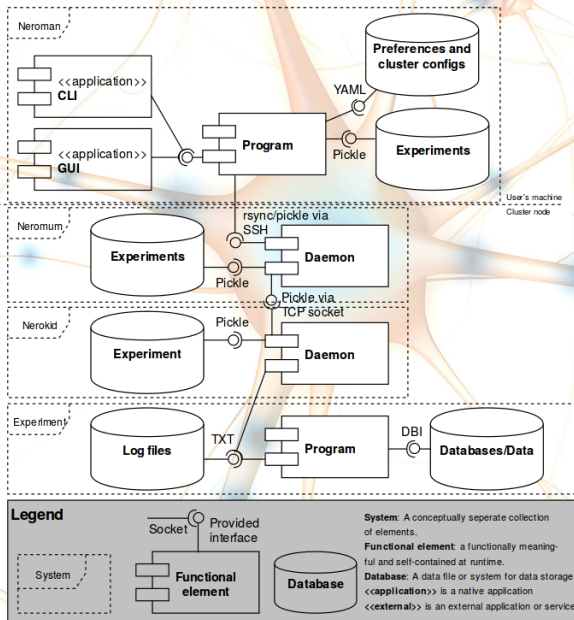 Neroman
<<application>>
CLI
<<application>>
GUI
Program
YAML
Preferences and
cluster configs
Pickle
Experiments
User's machine
Cluster node
Neromum
rsync/pickle via
SSH
Experiments
Pickle
Daemon
Pickle via
TCP socket
Nerokid
Pickle
Experiment
Daemon
Experiment
Log files
TXT
Program
DBI
Databases/Data
Legend
Socket
Provided
interface
System
Functional
element
Database
System: A conceptually seperate collection
of elements.
Functional element: a functionally meaning-
ful and self-contained at runtime.
Database: A data file or system for data storage
<<application>> is a native application
<<external>> is an external application or service